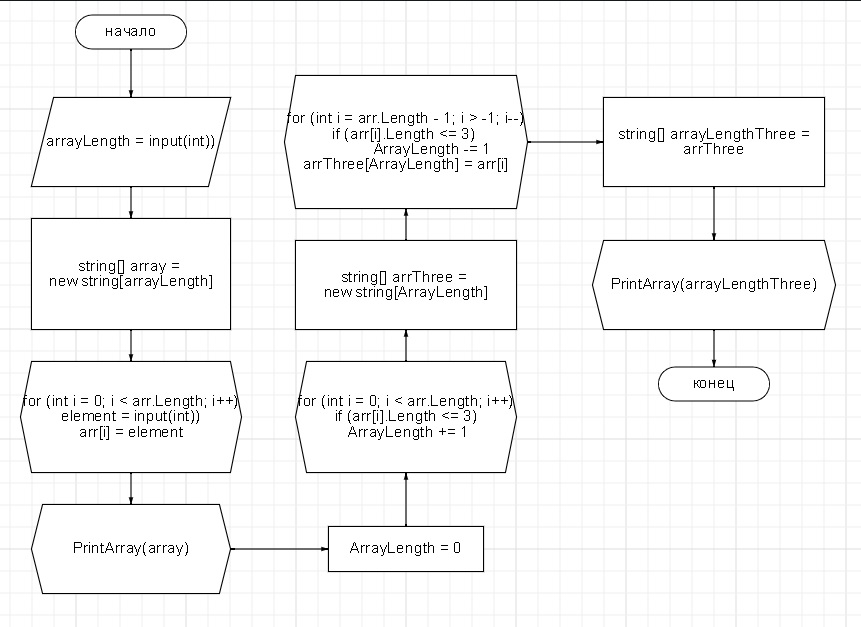 начало
arrayLength = input(int))
string[] array =
new string[arrayLength]
for (int i = 0; i < arr.Length; i++)
element = input(int))
arr[i] = element
PrintArray(array)
ArrayLength = 0
for (int i = 0; i < arr.Length; i++)
if (arr[i].Length <= 3)
ArrayLength += 1
string[] arrThree =
new string[ArrayLength]
for (int i = arr.Length - 1; i > -1; i--)
if (arr[i].Length <= 3)
ArrayLength -= 1
arrThree[ArrayLength] = arr[i]
string[] arrayLengthThree =
arrThree
PrintArray(arrayLengthThree)
конец